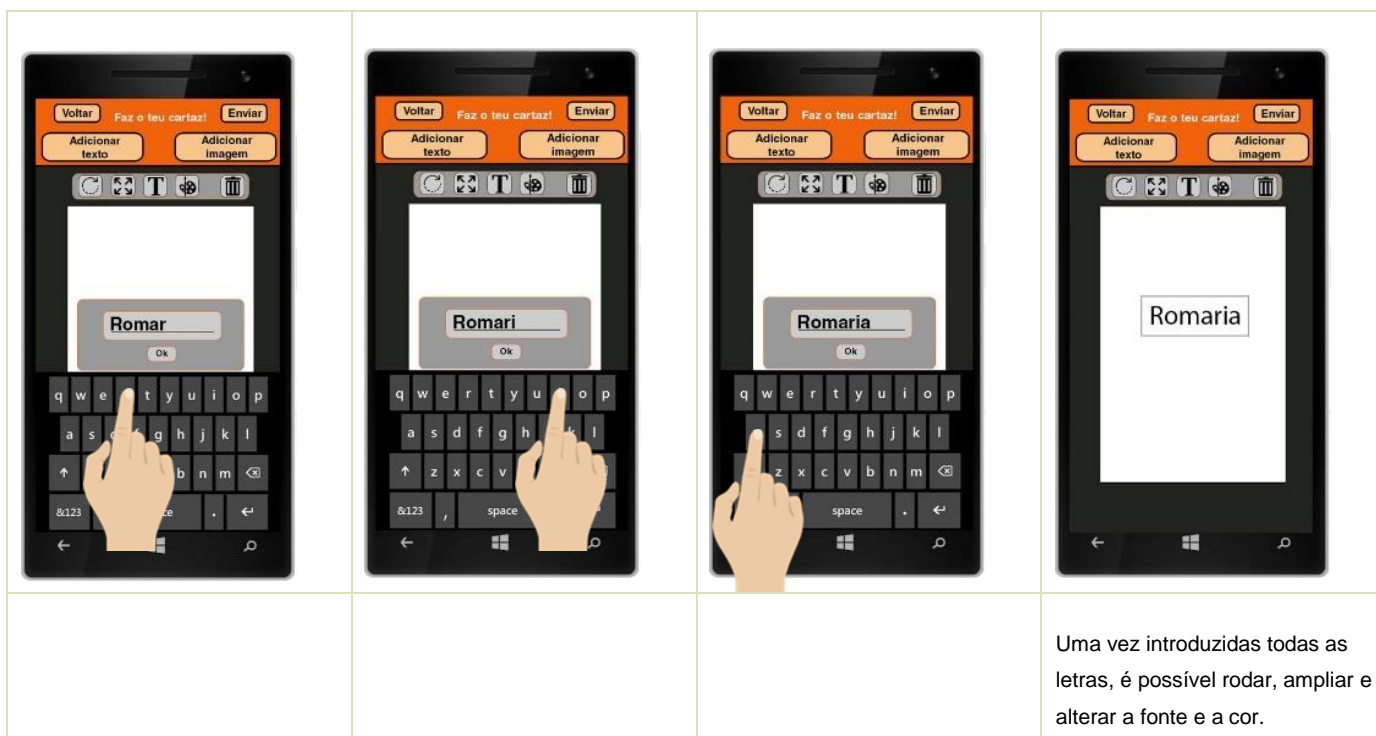 Voltar Faz o teu cartaz! Enviar
Adicionar texto Adicionar imagem
T
Romar
Ok
q w e t y u i o p
a s g h j k l
b n m
&123 .
Voltar Faz o teu cartaz! Enviar
Adicionar texto Adicionar imagem
T
Romari
Ok
q w e r t y u o p
a s d f g h k l
z x c v
&123 , space
Voltar Faz o teu cartaz! Enviar
Adicionar texto Adicionar imagem
T
Romaria
Ok
q w e r t y u i o p
s d f g h j k l
z x c v b n m
space .
Voltar Faz o teu cartaz! Enviar
Adicionar texto Adicionar imagem
T
Romaria
Uma vez introduzidas todas as
letras, é possível rodar, ampliar e
alterar a fonte e a cor.